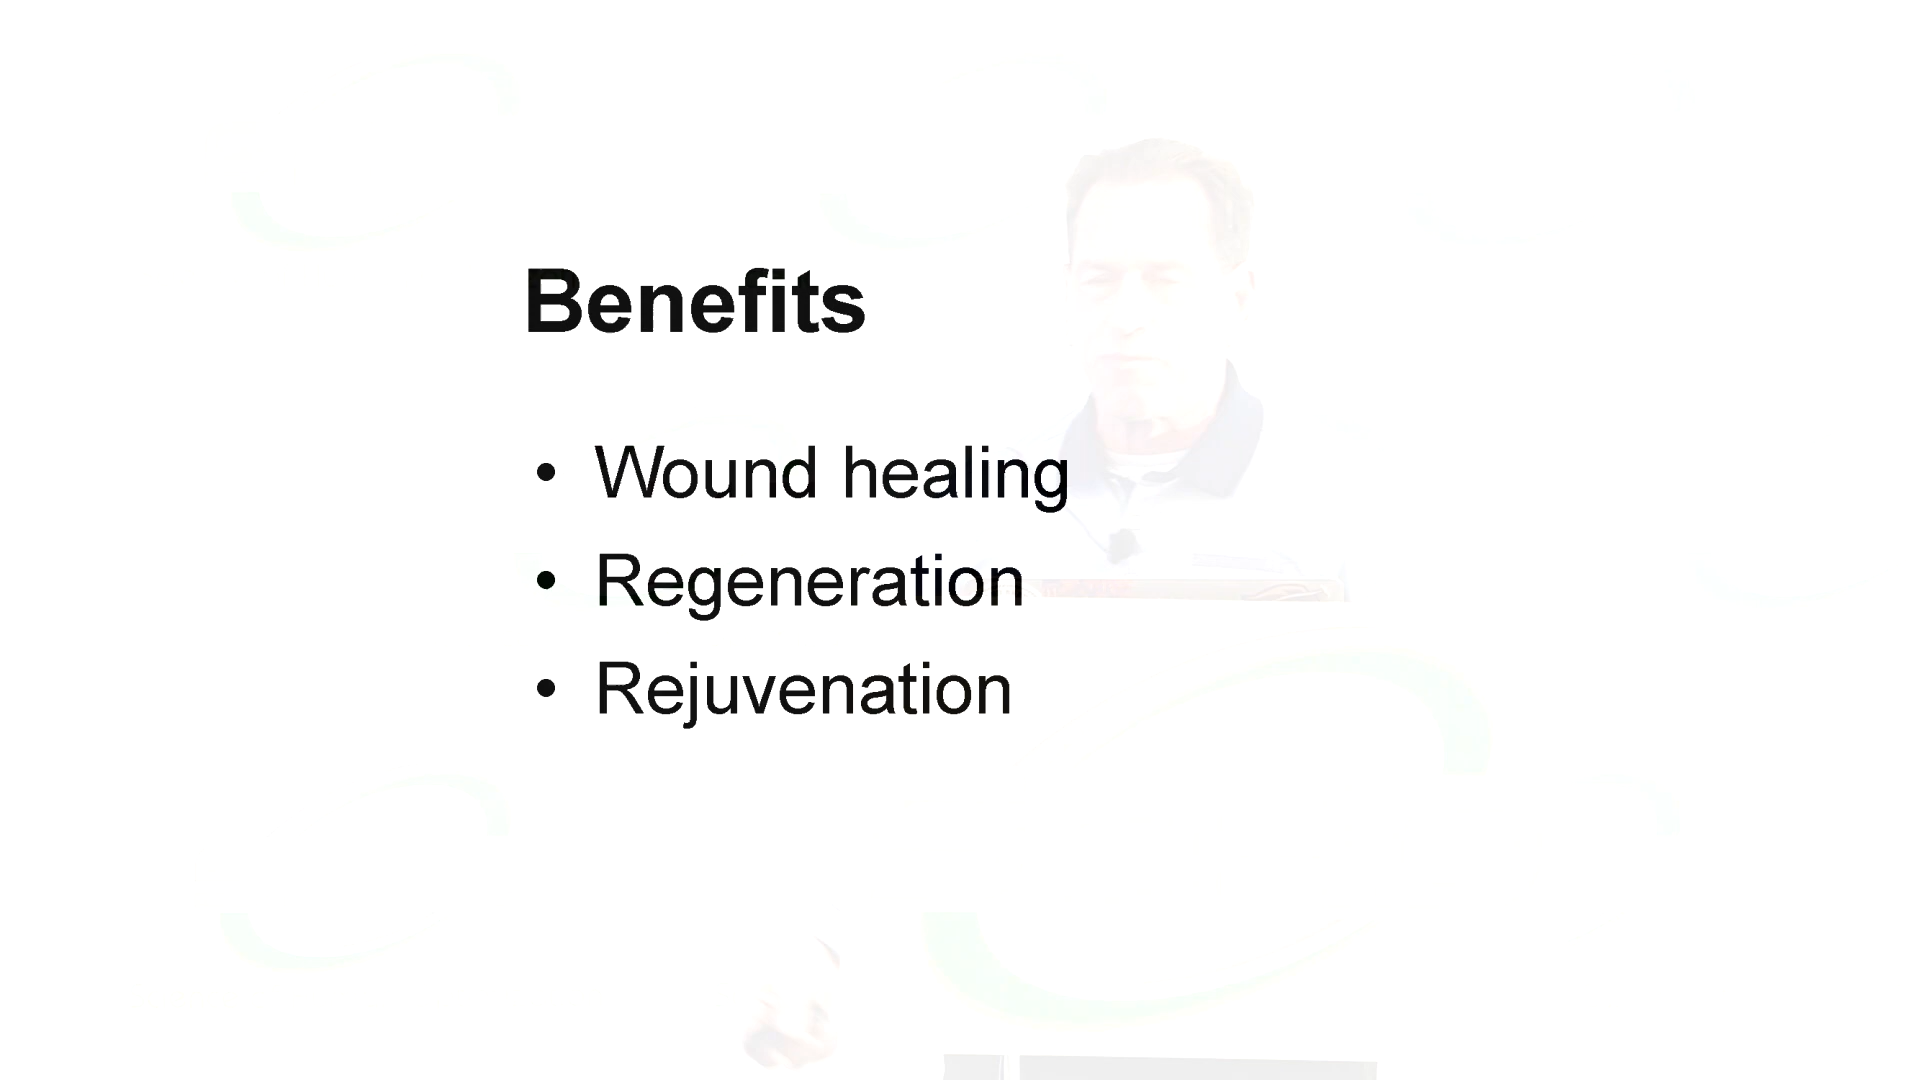 Benefits
• Wound healing
• Regeneration
• Rejuvenation